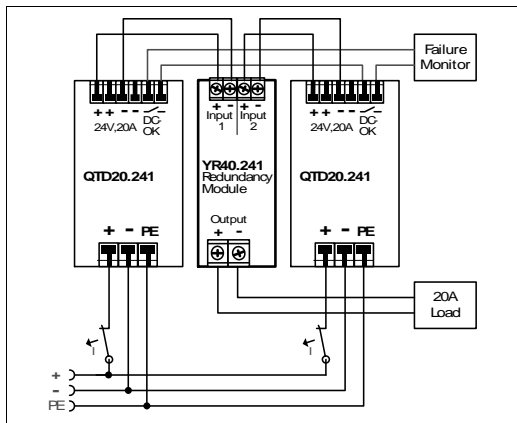 Failure
Monitor
+ + - - DC-
24V,20A OK
QTD20.241
+ - PE
+ - + -
Input Input
1 2
YR40.241
Redundancy
Module
Output
+ -
+ + - - DC-
24V,20A OK
QTD20.241
+ - PE
20A
Load
I
I
+
-
PE